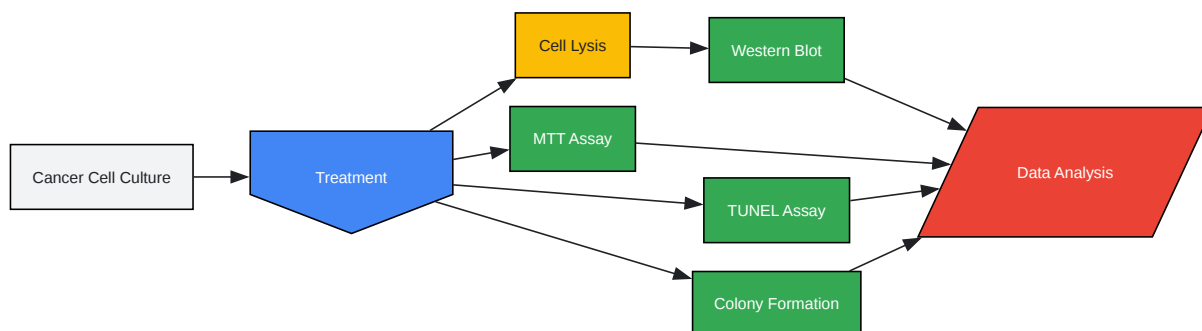 Cancer Cell Culture
Treatment
Cell Lysis
Western Blot
MTT Assay
TUNEL Assay
Colony Formation
Data Analysis